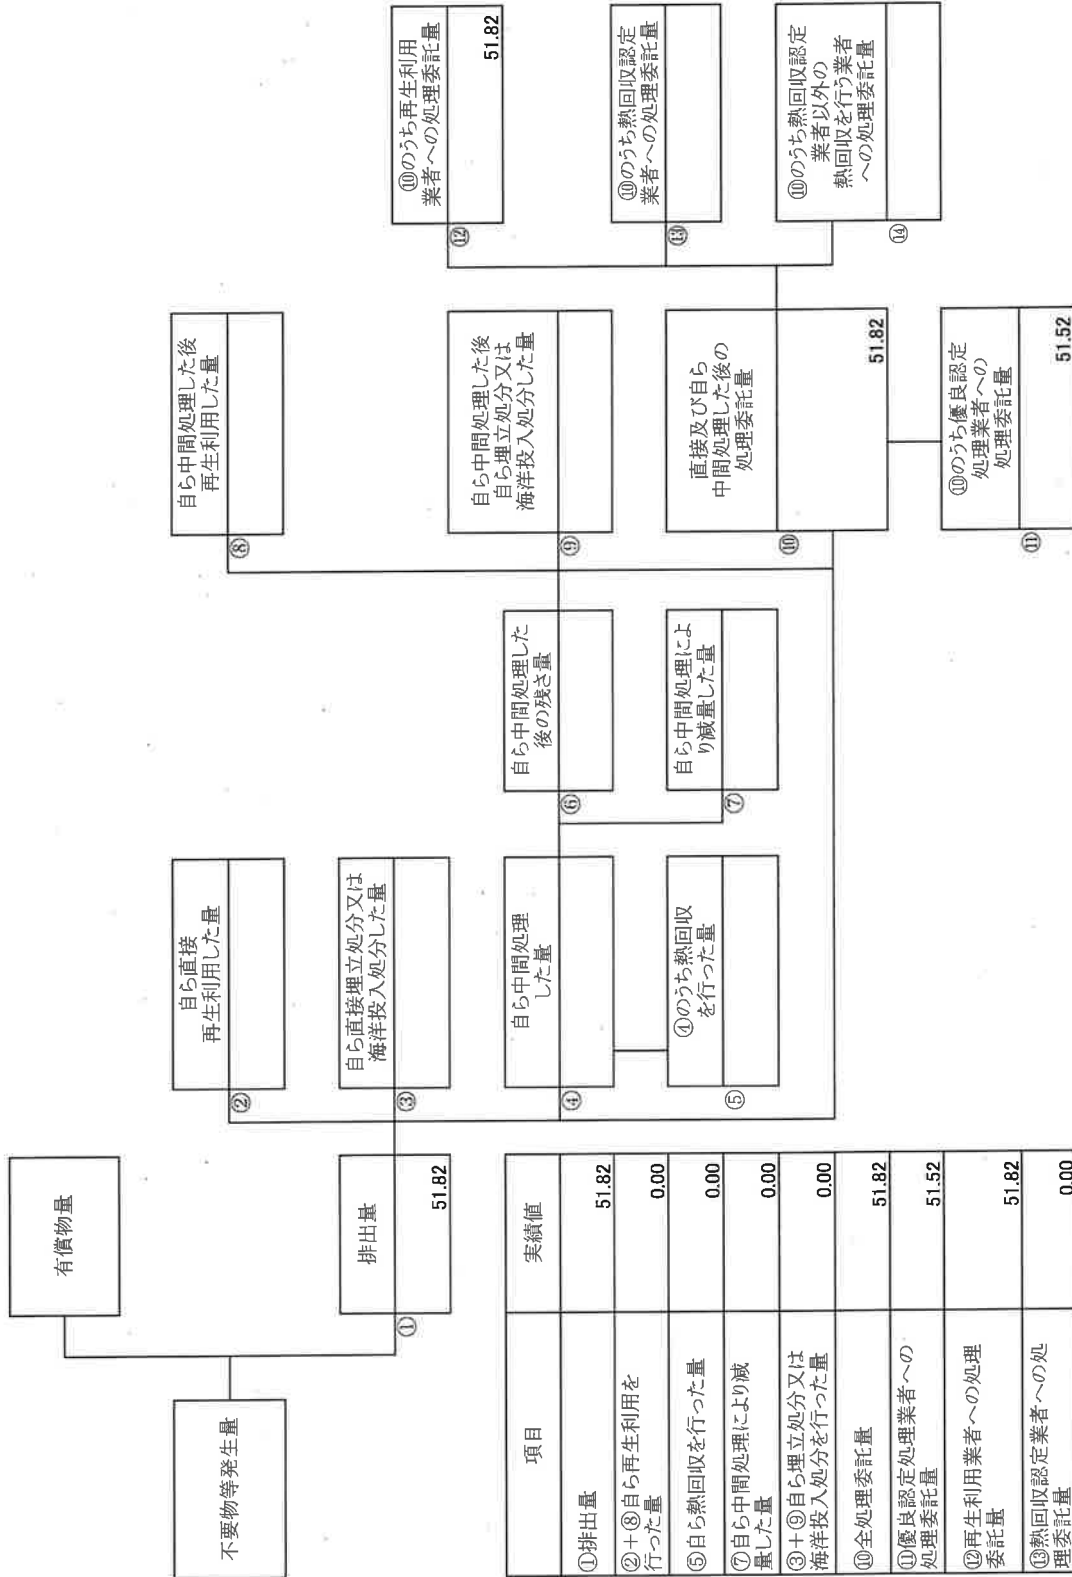 不要物等発生量
有償物量
排出量
①
51.82
自ら直接
再生利用した量
②
自ら直接埋立処分又は
海洋投入処分した量
③
自ら中間処理
した量
④
④のうち熱回収
を行った量
⑤
自ら中間処理した
後の残さ量
⑥
自ら中間処理によ
り減量した量
⑦
自ら中間処理した後
再生利用した量
⑧
自ら中間処理した後
自ら埋立処分又は
海洋投入処分した量
⑨
直接及び自ら
中間処理した後の
処理委託量
⑩
51.82
⑩のうち優良認定
処理業者への
処理委託量
⑪
51.52
⑩のうち再生利用
業者への処理委託量
⑫
51.82
⑩のうち熱回収認定
業者への処理委託量
⑬
⑩のうち熱回収認定
業者以外の
熱回収を行う業者
への処理委託量
⑭
項目 実績値
①排出量 51.82
②+⑧自ら再生利用を
行った量 0.00
⑤自ら熱回収を行った量 0.00
⑦自ら中間処理により減
量した量 0.00
③+⑨自ら埋立処分又は
海洋投入処分を行った量 0.00
⑩全処理委託量 51.82
⑪優良認定処理業者への
処理委託量 51.52
⑫再生利用業者への処理
委託量 51.82
⑬熱回収認定業者への処
理委託量 0.00